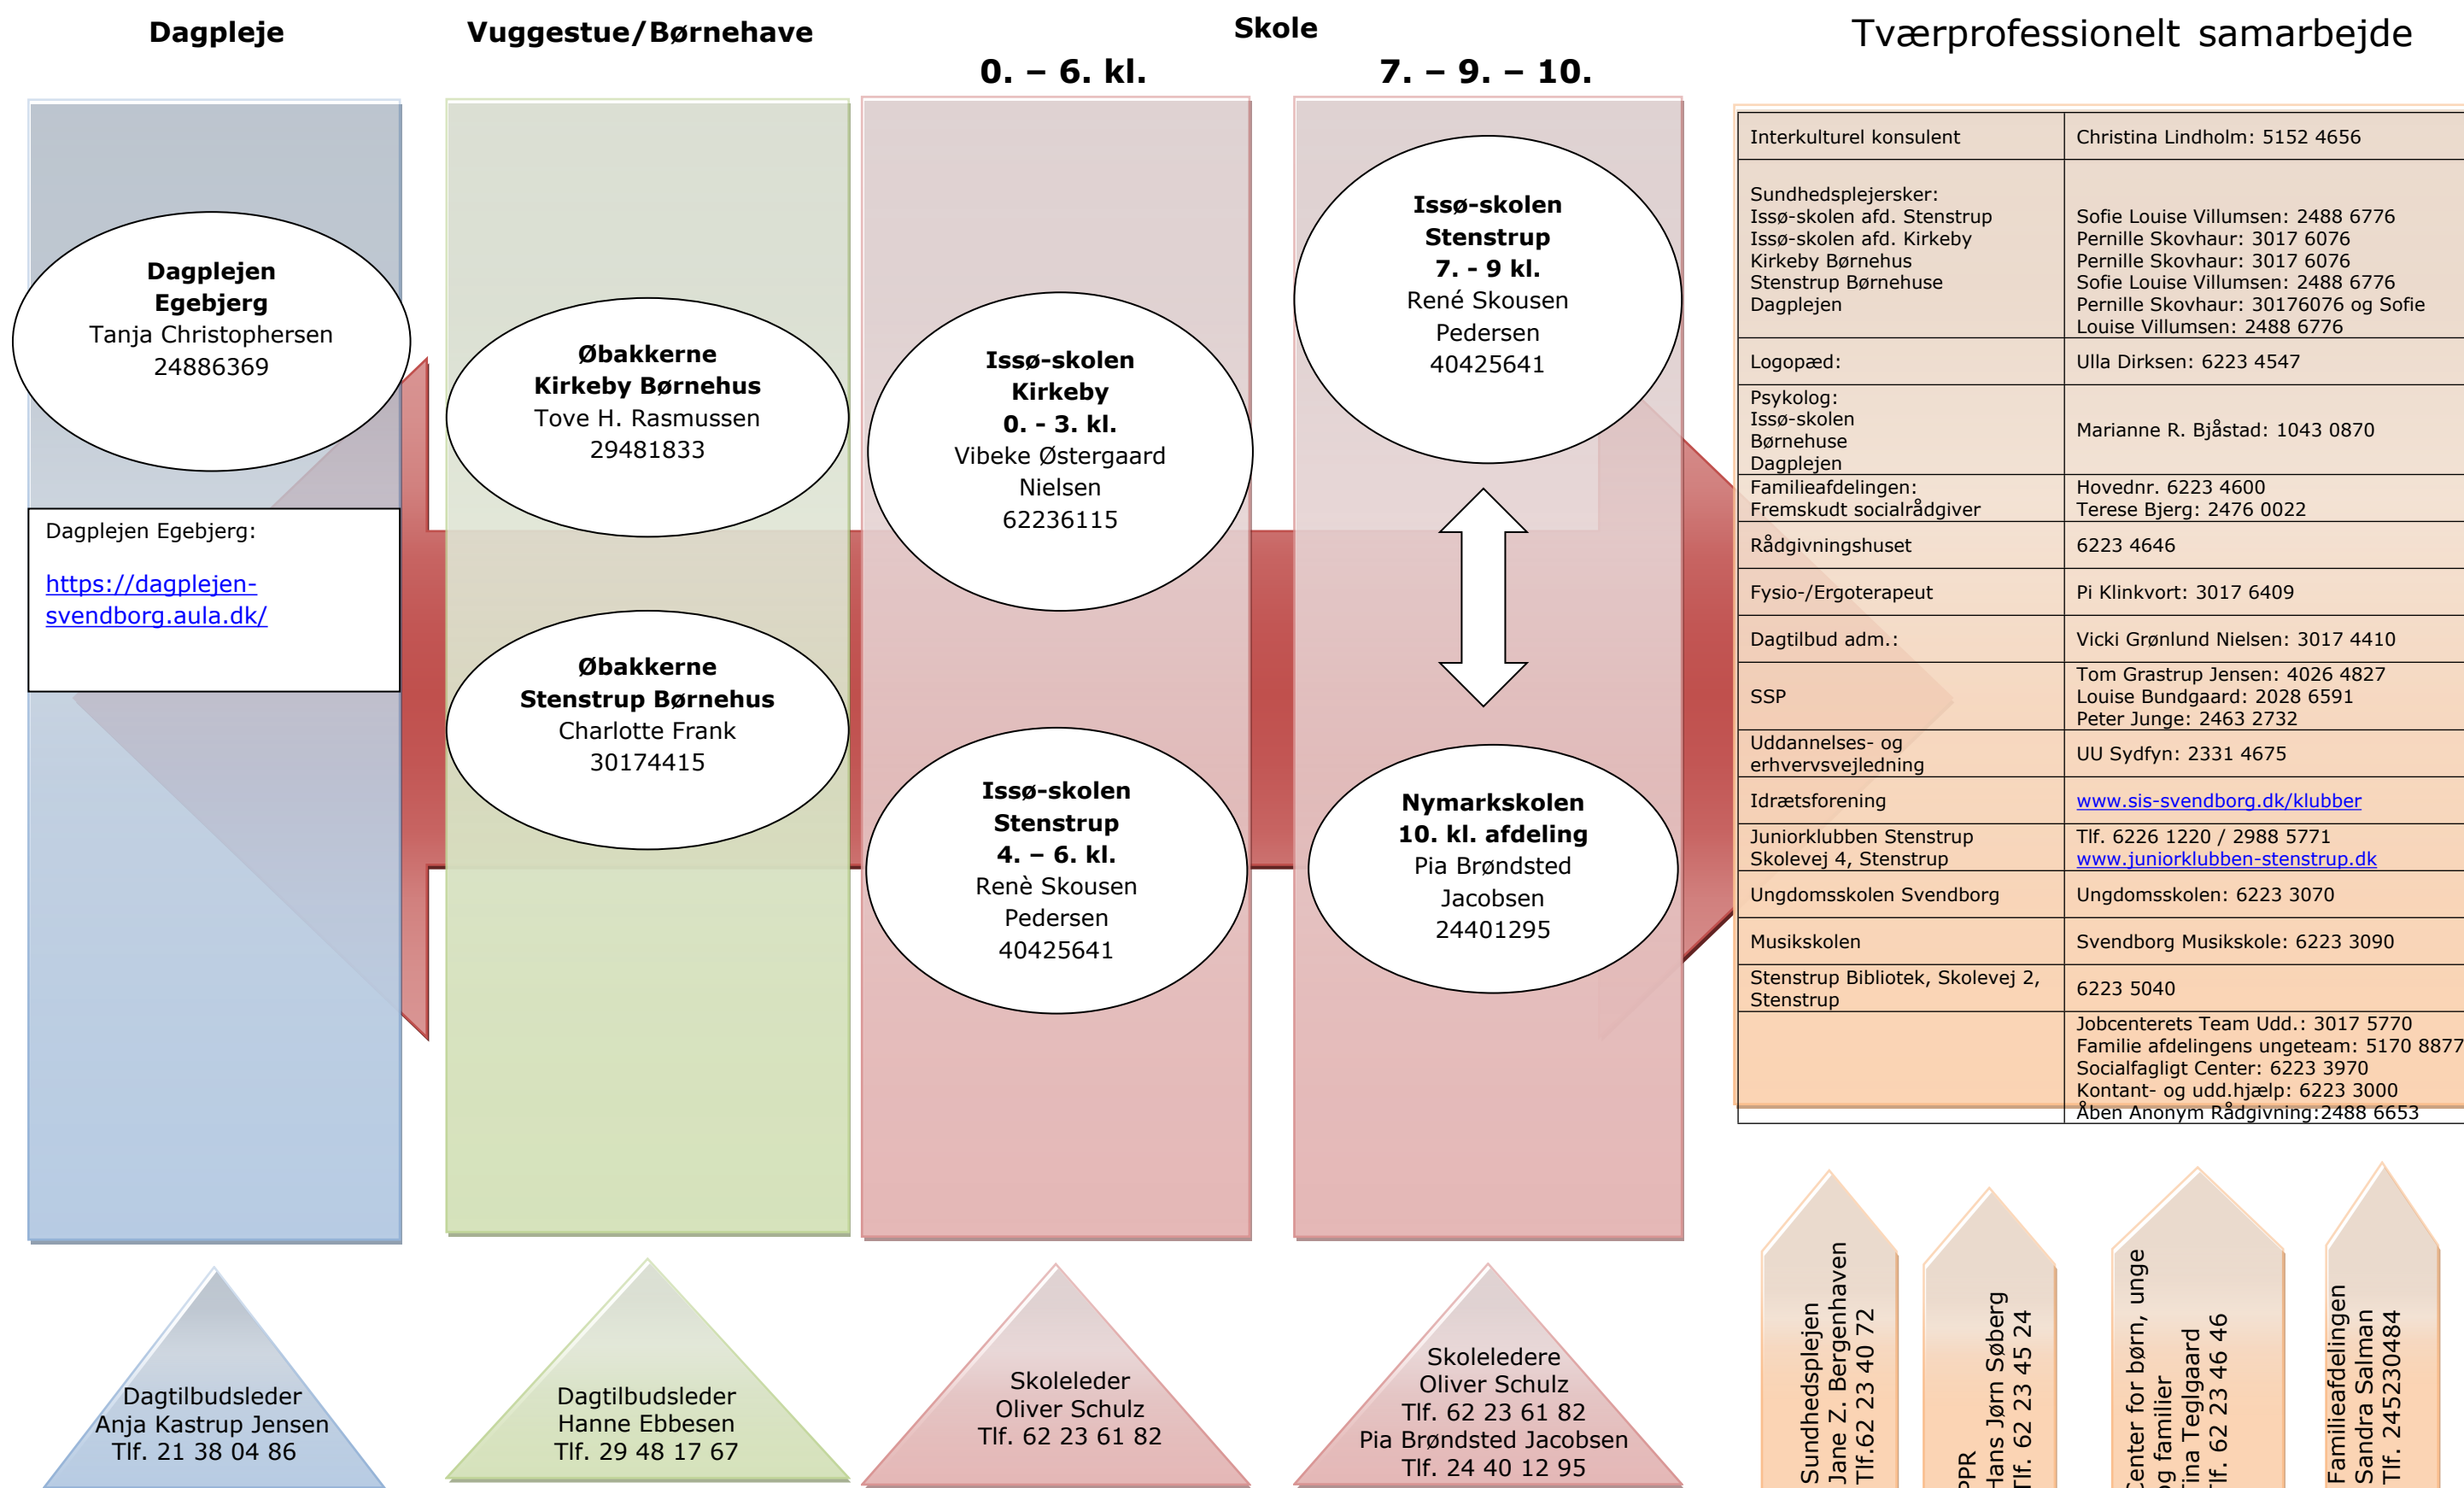 Dagpleje
Vuggestue/Børnehave
Skole
0. – 6. kl.
7. – 9. – 10.
Tværprofessionelt samarbejde
Dagplejen
Egebjerg
Tanja Christophersen
24886369
Dagplejen Egebjerg:
https://dagplejen-
svendborg.aula.dk/
Øbakkerne
Kirkeby Børnehus
Tove H. Rasmussen
29481833
Øbakkerne
Stenstrup Børnehus
Charlotte Frank
30174415
Issø-skolen
Kirkeby
0. - 3. kl.
Vibeke Østergaard
Nielsen
62236115
Issø-skolen
Stenstrup
4. – 6. kl.
Renè Skousen
Pedersen
40425641
Issø-skolen
Stenstrup
7. - 9 kl.
René Skousen
Pedersen
40425641
Nymarkskolen
10. kl. afdeling
Pia Brøndsted
Jacobsen
24401295
Interkulturel konsulent
Christina Lindholm: 5152 4656
Sundhedsplejersker:
Issø-skolen afd. Stenstrup
Issø-skolen afd. Kirkeby
Kirkeby Børnehus
Stenstrup Børnehuse
Dagplejen
Sofie Louise Villumsen: 2488 6776
Pernille Skovhaur: 3017 6076
Pernille Skovhaur: 3017 6076
Sofie Louise Villumsen: 2488 6776
Pernille Skovhaur: 30176076 og Sofie
Louise Villumsen: 2488 6776
Logopæd:
Ulla Dirksen: 6223 4547
Psykolog:
Issø-skolen
Børnehuse
Dagplejen
Marianne R. Bjåstad: 1043 0870
Familieafdelingen:
Fremskudt socialrådgiver
Hovednr. 6223 4600
Terese Bjerg: 2476 0022
Rådgivningshuset
6223 4646
Fysio-/Ergoterapeut
Pi Klinkvort: 3017 6409
Dagtilbud adm.:
Vicki Grønlund Nielsen: 3017 4410
SSP
Tom Grastrup Jensen: 4026 4827
Louise Bundgaard: 2028 6591
Peter Junge: 2463 2732
Uddannelses- og
erhvervsvejledning
UU Sydfyn: 2331 4675
Idrætsforening
www.sis-svendborg.dk/klubber
Juniorklubben Stenstrup
Skolevej 4, Stenstrup
Tlf. 6226 1220 / 2988 5771
www.juniorklubben-stenstrup.dk
Ungdomsskolen Svendborg
Ungdomsskolen: 6223 3070
Musikskolen
Svendborg Musikskole: 6223 3090
Stenstrup Bibliotek, Skolevej 2,
Stenstrup
6223 5040
Jobcenterets Team Udd.: 3017 5770
Familie afdelingens ungeteam: 5170 8877
Socialfagligt Center: 6223 3970
Kontant- og udd.hjælp: 6223 3000
Åben Anonym Rådgivning:2488 6653
Dagtilbudsleder
Anja Kastrup Jensen
Tlf. 21 38 04 86
Dagtilbudsleder
Hanne Ebbesen
Tlf. 29 48 17 67
Skoleleder
Oliver Schulz
Tlf. 62 23 61 82
Skoleledere
Oliver Schulz
Tlf. 62 23 61 82
Pia Brøndsted Jacobsen
Tlf. 24 40 12 95
Sundhedsplejen
Jane Z. Bergenhaven
Tlf.62 23 40 72
PPR
Hans Jørn Søberg
Tlf. 62 23 45 24
Center for børn, unge
og familier
Tina Teglgaard
Tlf. 62 23 46 46
Familieafdelingen
Sandra Salman
Tlf. 245230484